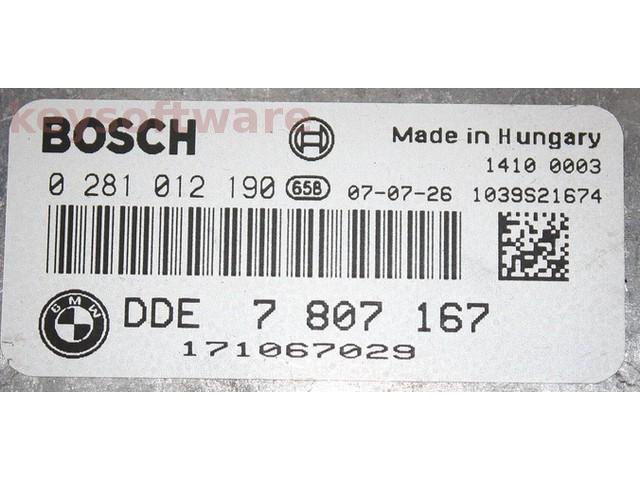 keysoftware
BOSCH
Made in Hungary
1410 0003
0 281 012 190 658 07-07-26 1039S21674
BMW
DDE 7 807 167
171067029